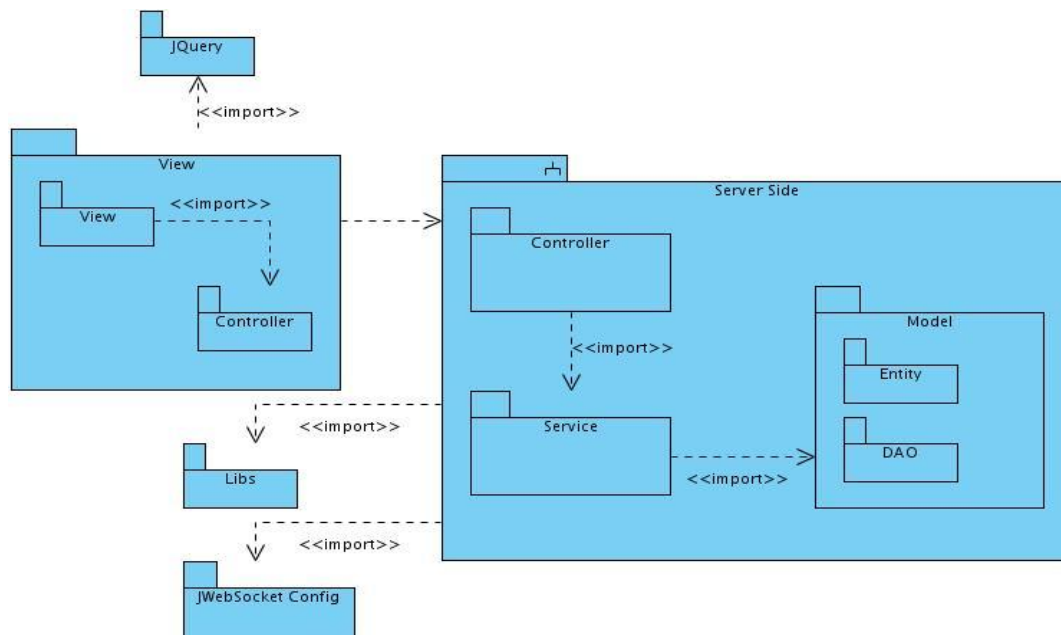 JQuery
<<import>>
View
View
<<import>>
Controller
Server Side
Controller
<<import>>
Service
<<import>>
Model
Entity
DAO
<<import>>
Libs
<<import>>
JWebSocket Config